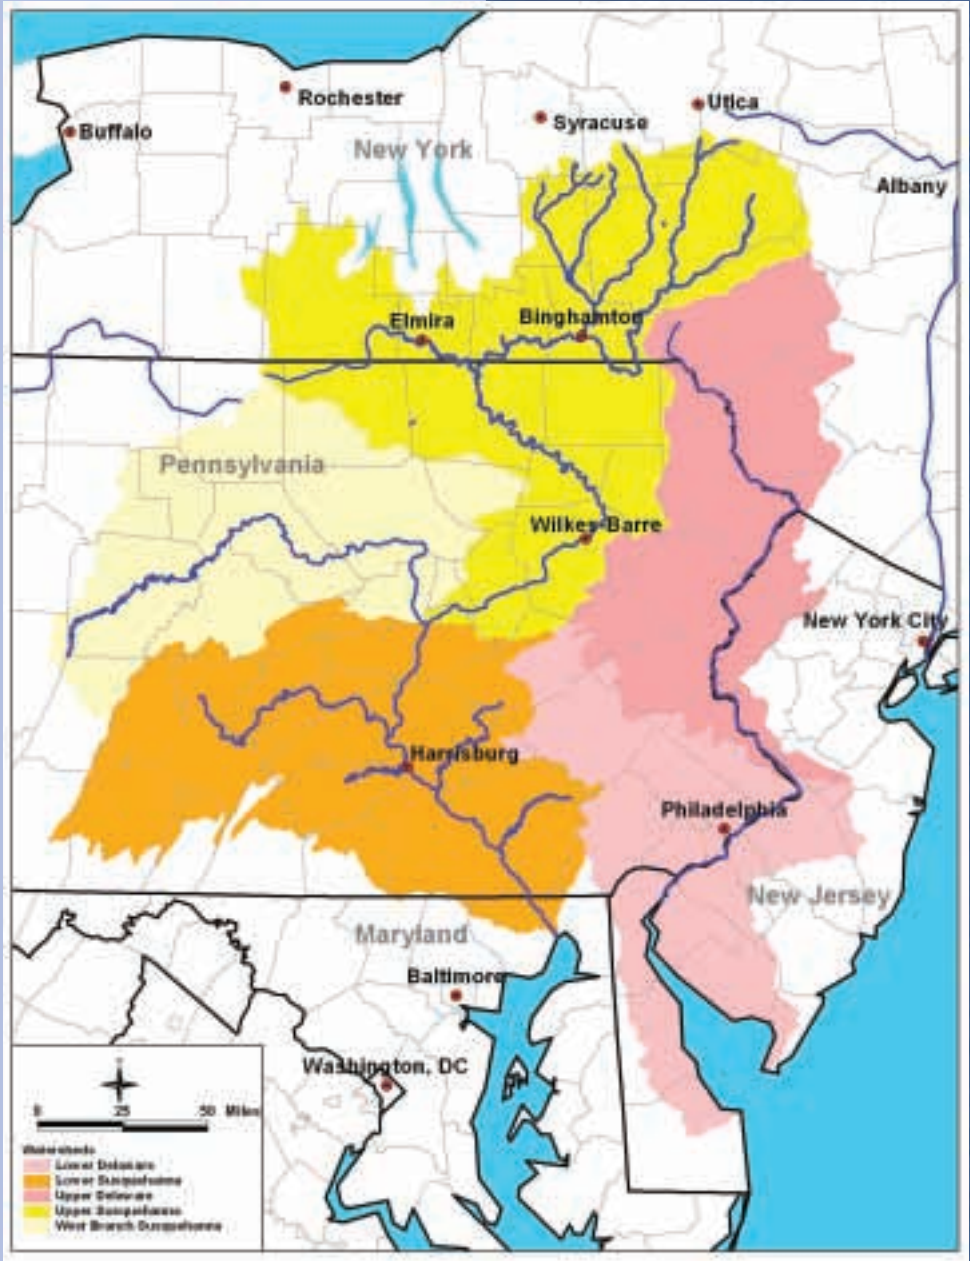 Rochester
Utica
Syracuse
Buffalo
New York
Albany
Elmira
Binghamton
Pennsylvania
Wilkes-Barre
New York City
Harrisburg
Philadelphia
New Jersey
Maryland
Baltimore
Washington, DC
0 25 50 Miles
Watersheds
Lower Delaware
Lower Susquehanna
Upper Delaware
Upper Susquehanna
West Branch Susquehanna